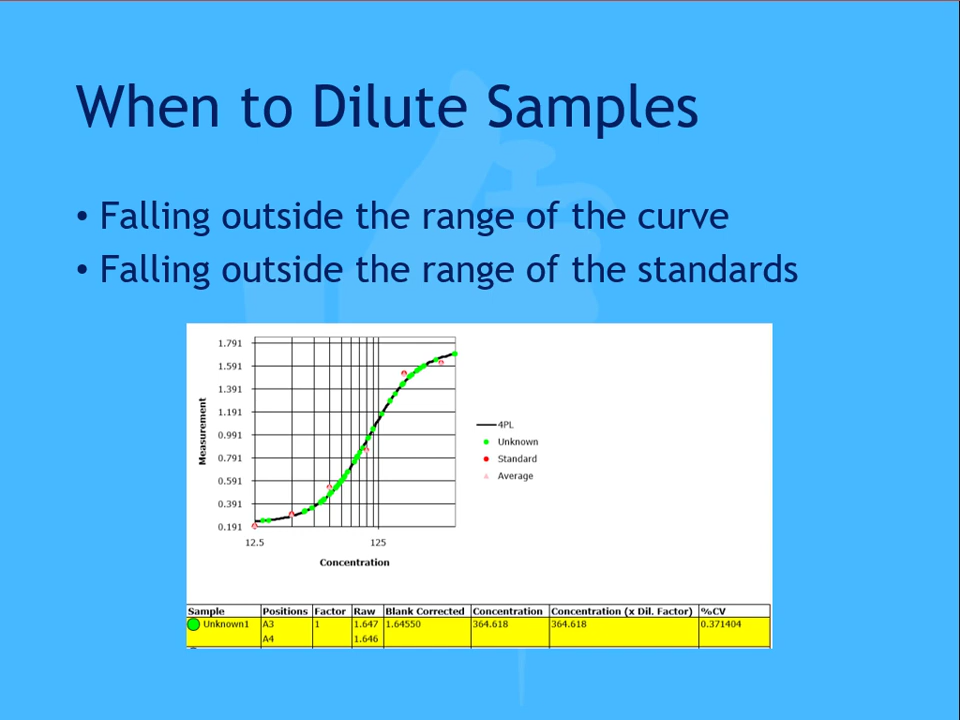 When to Dilute Samples
• Falling outside the range of the curve
• Falling outside the range of the standards
1.791
1.591
1.391
1.191
0.991
0.791
0.591
0.391
0.191
Measurement
12.5 125
Concentration
4PL
Unknown
Standard
Average
Sample Positions Factor Raw Blank Corrected Concentration Concentration (x Dil. Factor) %CV
Unknown1 A3 1 1.647 1.64550 364.618 364.618 0.371404
A4 1.646